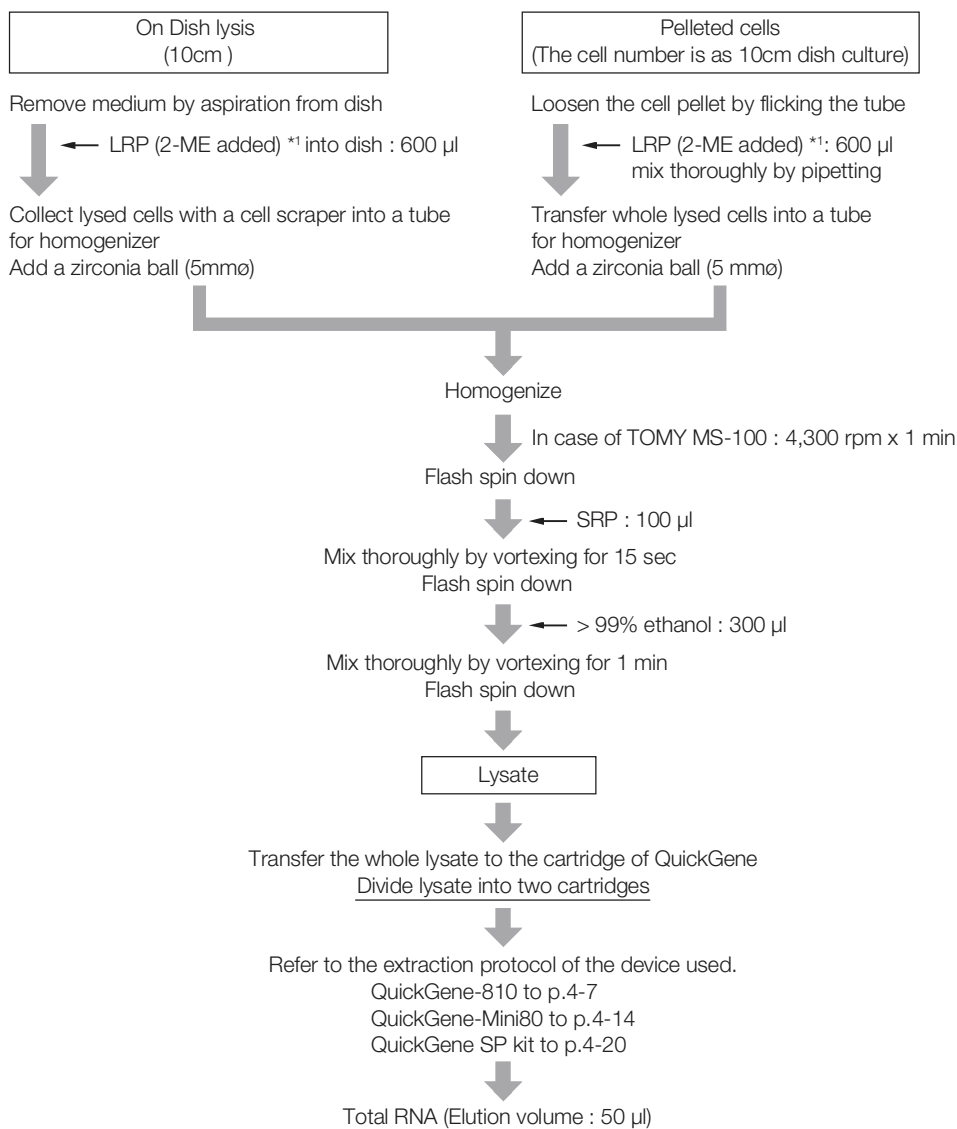 On Dish lysis
(10cm )
Remove medium by aspiration from dish
LRP (2-ME added) *1 into dish : 600 µl
Collect lysed cells with a cell scraper into a tube
for homogenizer
Add a zirconia ball (5mmø)
Pelleted cells
(The cell number is as 10cm dish culture)
Loosen the cell pellet by flicking the tube
LRP (2-ME added) *1: 600 µl
mix thoroughly by pipetting
Transfer whole lysed cells into a tube
for homogenizer
Add a zirconia ball (5 mmø)
Homogenize
In case of TOMY MS-100 : 4,300 rpm x 1 min
Flash spin down
SRP : 100 µl
Mix thoroughly by vortexing for 15 sec
Flash spin down
> 99% ethanol : 300 µl
Mix thoroughly by vortexing for 1 min
Flash spin down
Lysate
Transfer the whole lysate to the cartridge of QuickGene
Divide lysate into two cartridges
Refer to the extraction protocol of the device used.
QuickGene-810 to p.4-7
QuickGene-Mini80 to p.4-14
QuickGene SP kit to p.4-20
Total RNA (Elution volume : 50 µl)